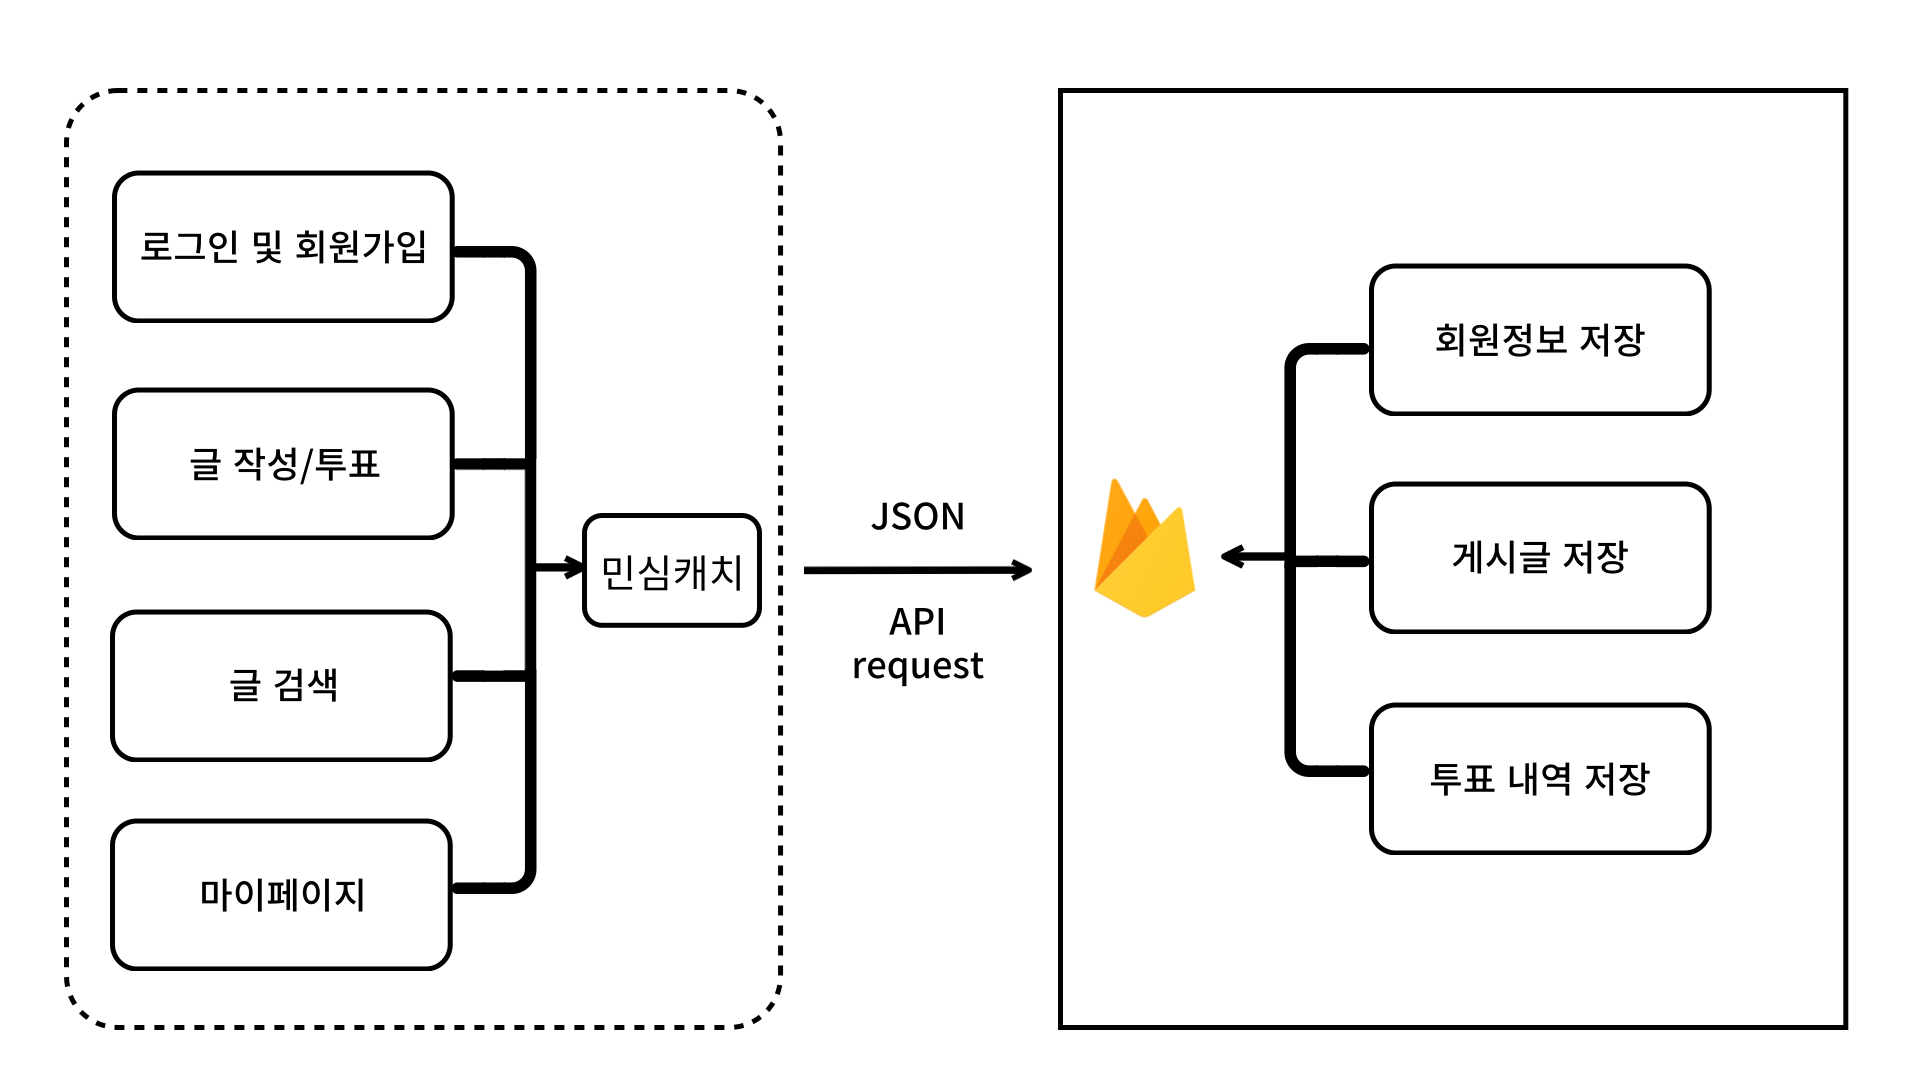 로그인 및 회원가입
글 작성/투표
글 검색
마이페이지
민심캐치
JSON
API
request
회원정보 저장
게시글 저장
투표 내역 저장